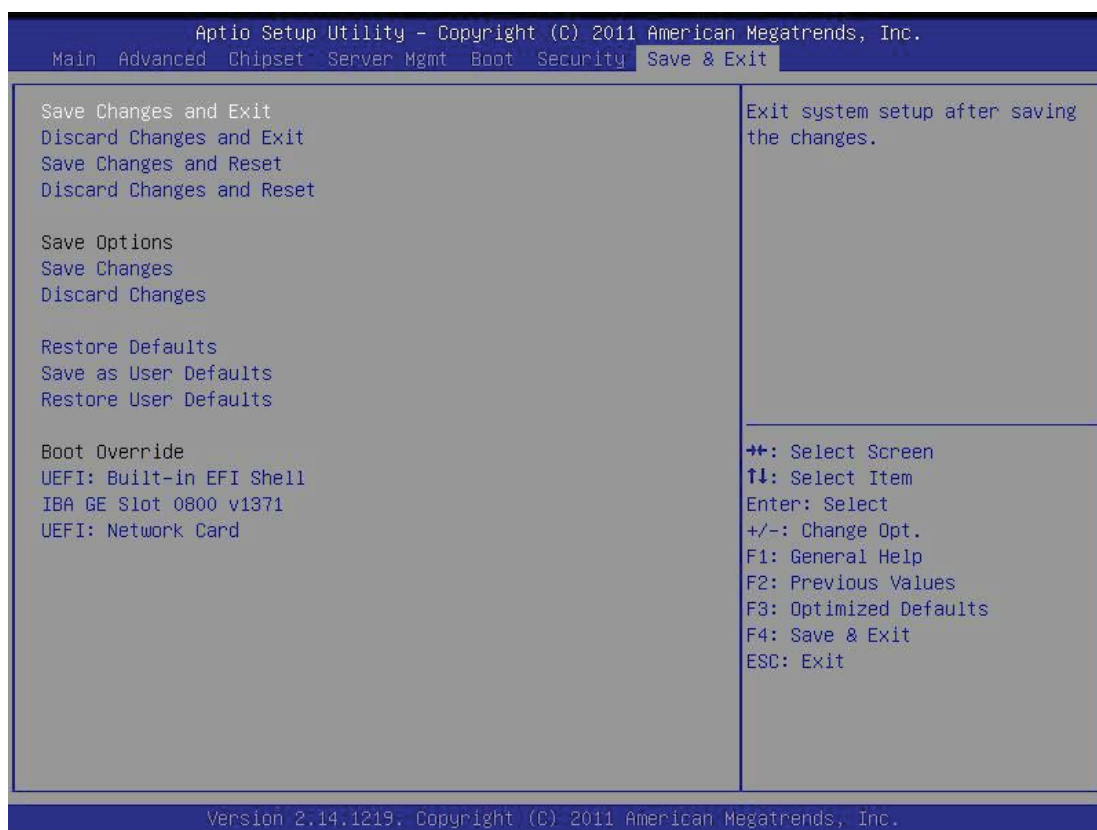 Aptio Setup Utility - Copyright (C) 2011 American Megatrends, Inc.
Main Advanced Chipset Server Mgmt Boot Security Save & Exit
Save Changes and Exit
Discard Changes and Exit
Save Changes and Reset
Discard Changes and Reset
Save Options
Save Changes
Discard Changes
Restore Defaults
Save as User Defaults
Restore User Defaults
Boot Override
UEFI: Built-in EFI Shell
IBA GE Slot 0800 v1371
UEFI: Network Card
Exit system setup after saving
the changes.
→←: Select Screen
↑↓: Select Item
Enter: Select
+/-: Change Opt.
F1: General Help
F2: Previous Values
F3: Optimized Defaults
F4: Save & Exit
ESC: Exit
Version 2.14.1219. Copyright (C) 2011 American Megatrends, Inc.